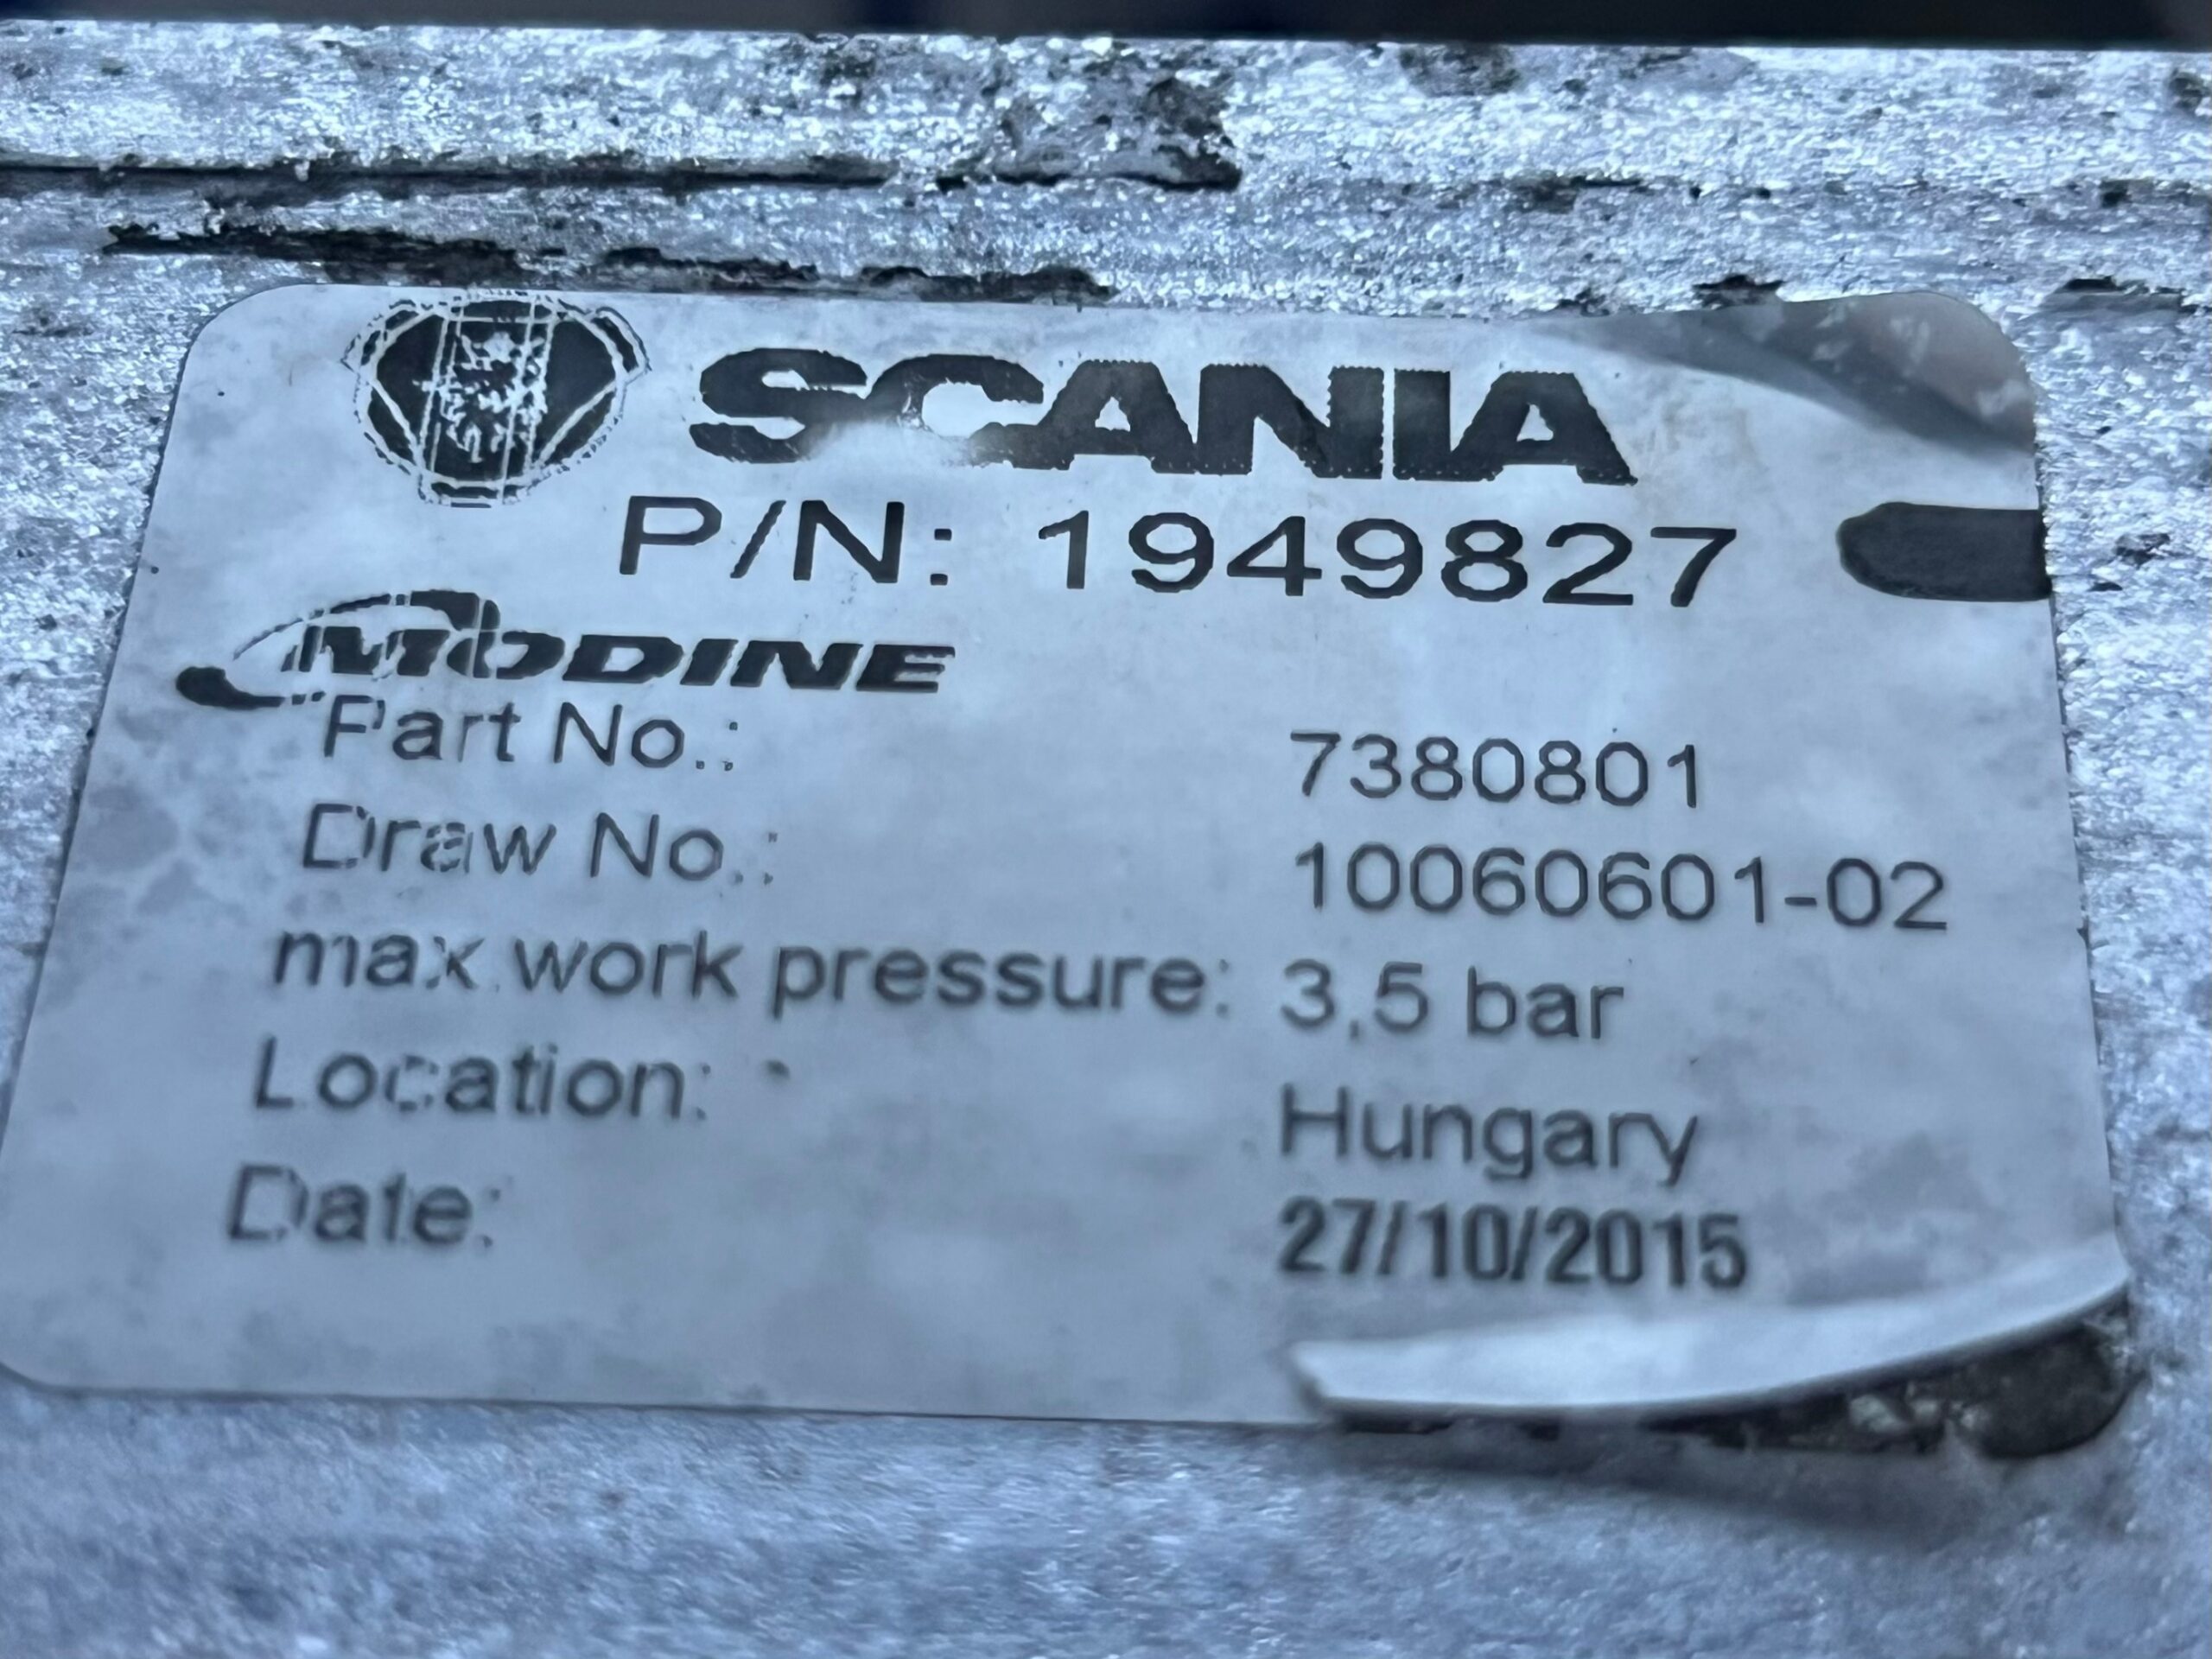 SCANIA
P/N: 1949827
MODINE
Part No.: 7380801
Draw No.: 10060601-02
max.work pressure: 3,5 bar
Location: Hungary
Date: 27/10/2015